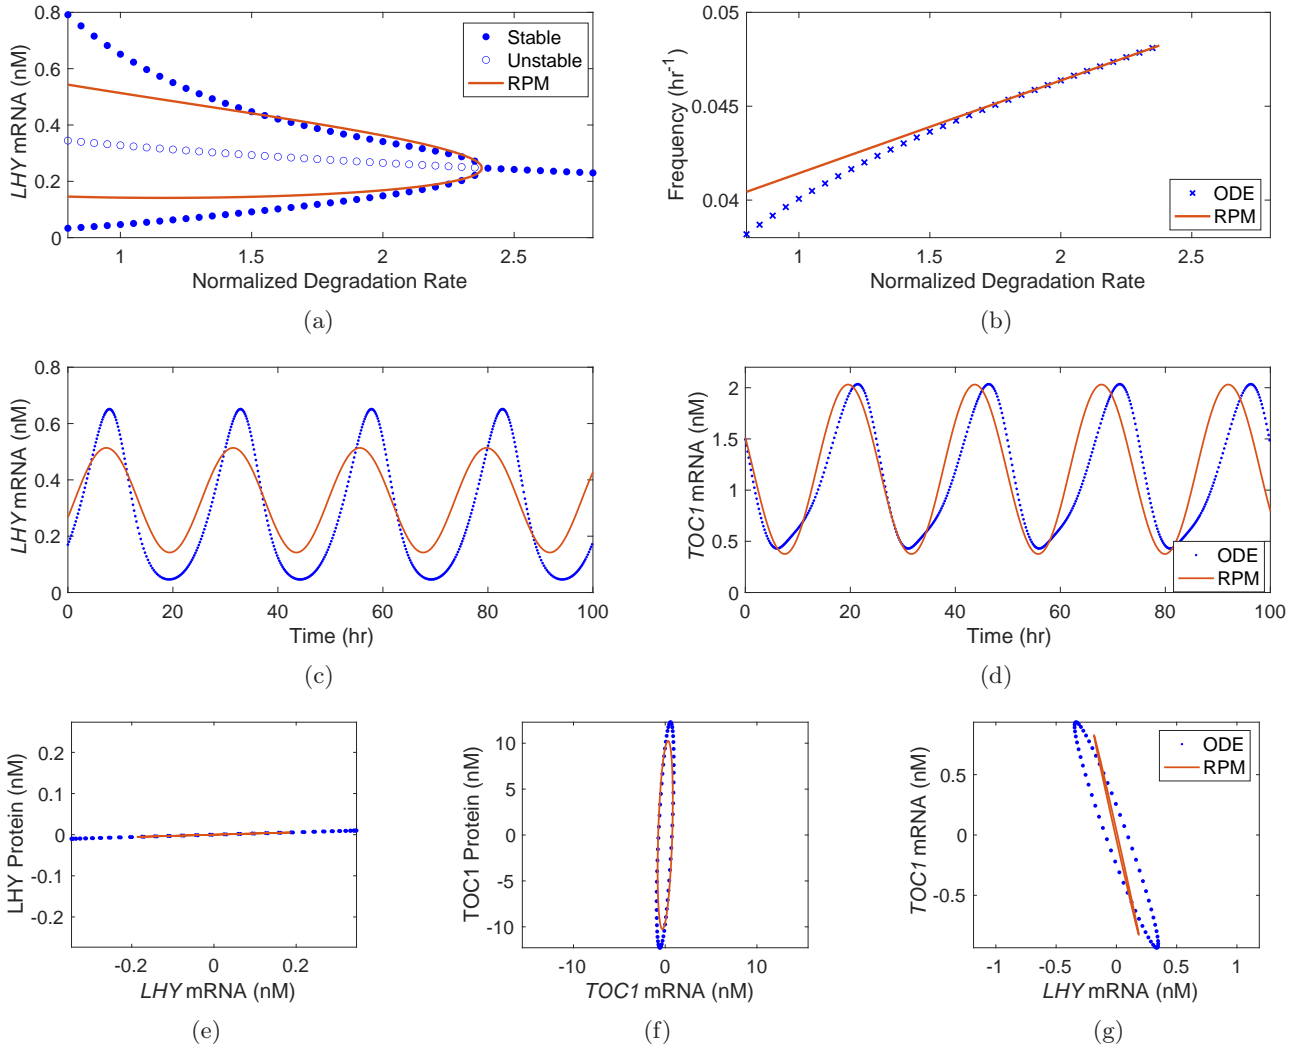 0.8
0.6
0.4
0.2
0
LHY mRNA (nM)
Stable
Unstable
RPM
1
1.5
2
2.5
Normalized Degradation Rate
(a)
0.05
0.045
0.04
Frequency (hr⁻¹)
ODE
RPM
1
1.5
2
2.5
Normalized Degradation Rate
(b)
0.8
0.6
0.4
0.2
0
LHY mRNA (nM)
0 20 40 60 80 100
Time (hr)
(c)
2
1.5
1
0.5
0
TOC1 mRNA (nM)
ODE
RPM
0 20 40 60 80 100
Time (hr)
(d)
0.2
0.1
0
-0.1
-0.2
LHY Protein (nM)
-0.2 0 0.2
LHY mRNA (nM)
(e)
10
5
0
-5
-10
TOC1 Protein (nM)
-10 0 10
TOC1 mRNA (nM)
(f)
0.5
0
-0.5
TOC1 mRNA (nM)
ODE
RPM
-1 -0.5 0 0.5 1
LHY mRNA (nM)
(g)